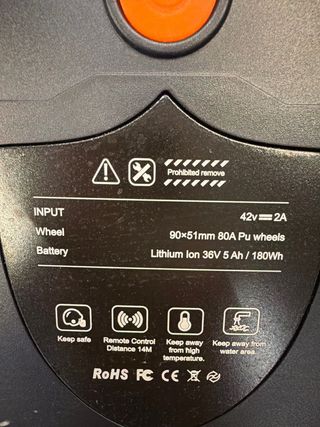 Prohibited remove
INPUT 42v⎓2A
Wheel 90×51mm 80A Pu wheels
Battery Lithium Ion 36V 5 Ah / 180Wh
Keep safe
Remote Control
Distance 14M
Keep away
from high
temperature.
Keep away from
water area.
RoHS FC CE